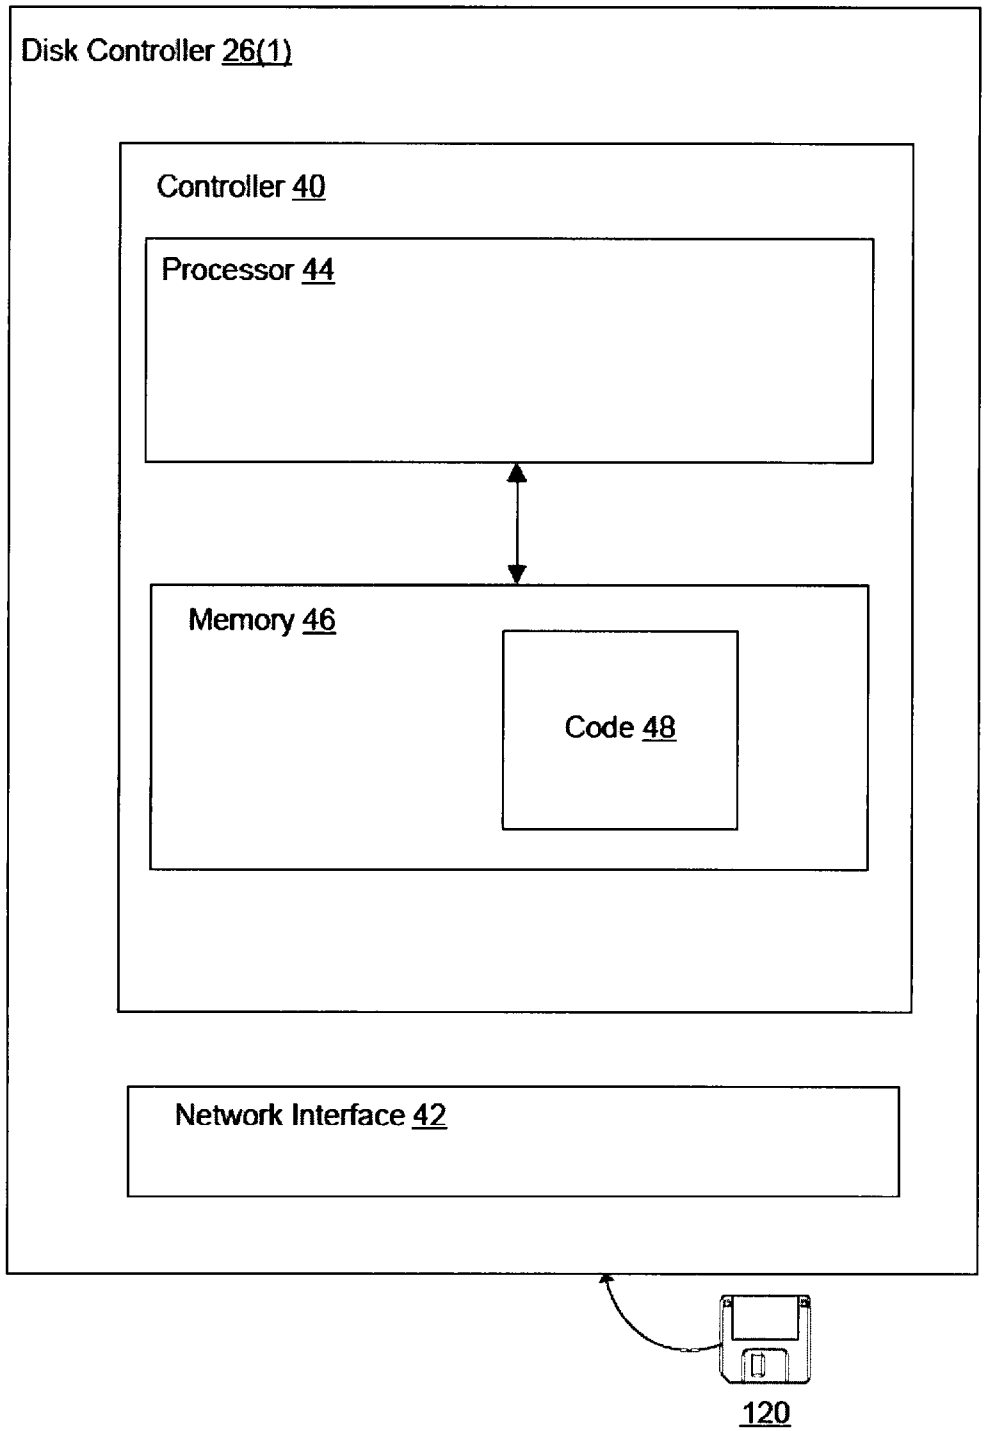 Disk Controller 26(1)
Controller 40
Processor 44
Memory 46
Code 48
Network Interface 42
120